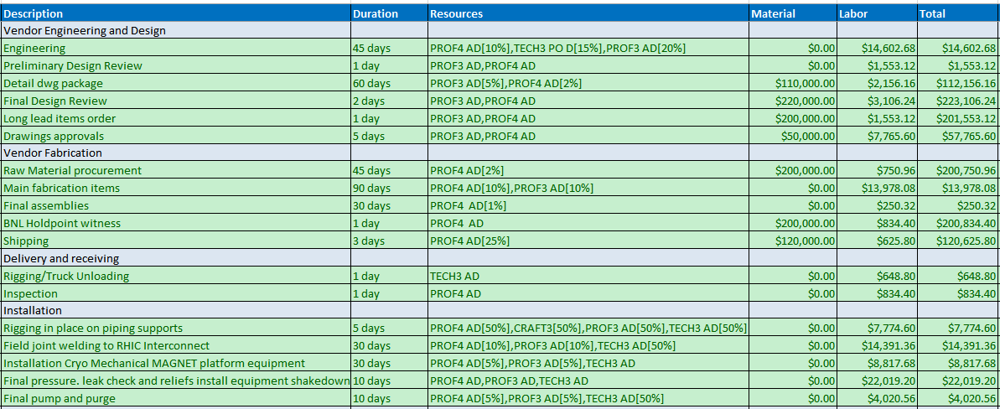 Description Duration Resources Material Labor Total
Vendor Engineering and Design
Engineering 45 days PROF4 AD[10%],TECH3 PO D[15%],PROF3 AD[20%] $0.00 $14,602.68 $14,602.68
Preliminary Design Review 1 day PROF3 AD,PROF4 AD $0.00 $1,553.12 $1,553.12
Detail dwg package 60 days PROF3 AD[5%],PROF4 AD[2%] $110,000.00 $2,156.16 $112,156.16
Final Design Review 2 days PROF3 AD,PROF4 AD $220,000.00 $3,106.24 $223,106.24
Long lead items order 1 day PROF3 AD,PROF4 AD $200,000.00 $1,553.12 $201,553.12
Drawings approvals 5 days PROF3 AD,PROF4 AD $50,000.00 $7,765.60 $57,765.60
Vendor Fabrication
Raw Material procurement 45 days PROF4 AD[2%] $200,000.00 $750.96 $200,750.96
Main fabrication items 90 days PROF4 AD[10%],PROF3 AD[10%] $0.00 $13,978.08 $13,978.08
Final assemblies 30 days PROF4 AD[1%] $0.00 $250.32 $250.32
BNL Holdpoint witness 1 day PROF4 AD $200,000.00 $834.40 $200,834.40
Shipping 3 days PROF4 AD[25%] $120,000.00 $625.80 $120,625.80
Delivery and receiving
Rigging/Truck Unloading 1 day TECH3 AD $0.00 $648.80 $648.80
Inspection 1 day PROF4 AD $0.00 $834.40 $834.40
Installation
Rigging in place on piping supports 5 days PROF4 AD[50%],CRAFT3[50%],PROF3 AD[50%],TECH3 AD[50%] $0.00 $7,774.60 $7,774.60
Field joint welding to RHIC Interconnect 30 days PROF4 AD[10%],PROF3 AD[10%],TECH3 AD[50%] $0.00 $14,391.36 $14,391.36
Installation Cryo Mechanical MAGNET platform equipment 30 days PROF4 AD[5%],PROF3 AD[5%],TECH3 AD $0.00 $8,817.68 $8,817.68
Final pressure. leak check and reliefs install equipment shakedown 10 days PROF4 AD,PROF3 AD,TECH3 AD $0.00 $22,019.20 $22,019.20
Final pump and purge 10 days PROF4 AD[5%],PROF3 AD[5%],TECH3 AD[50%] $0.00 $4,020.56 $4,020.56